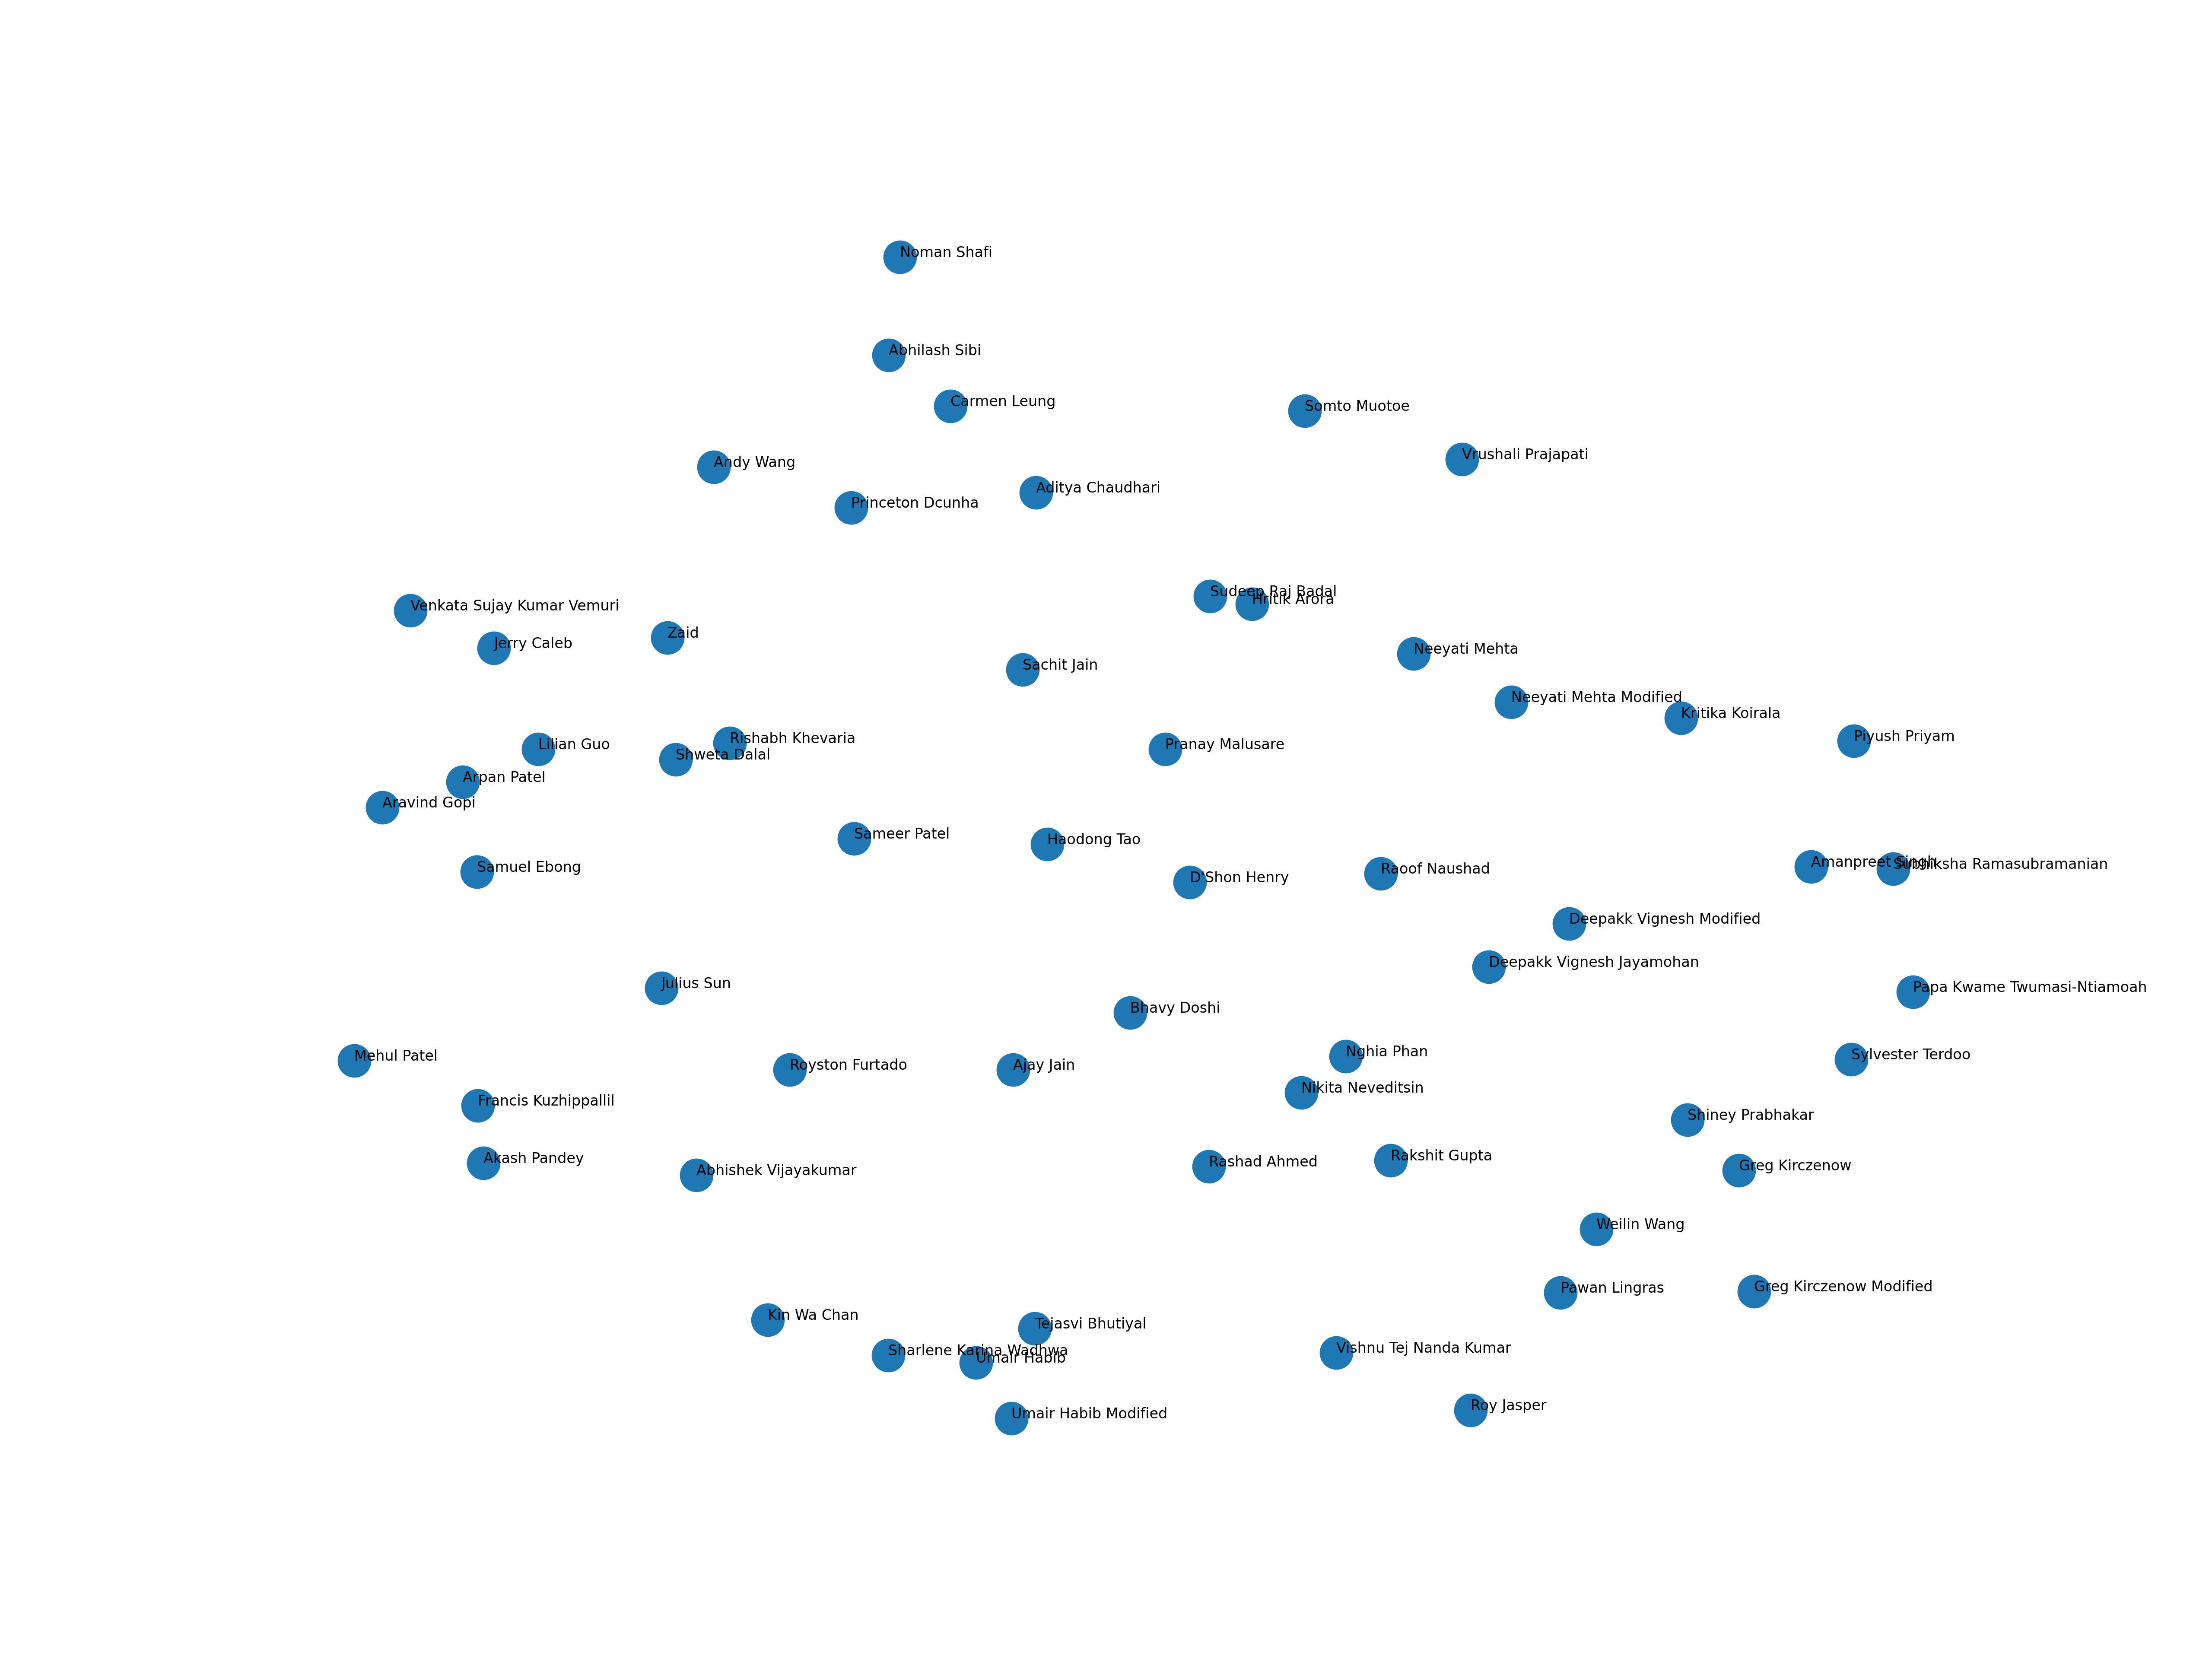 Noman Shafi
Abhilash Sibi
Carmen Leung
Somto Muotoe
Vrushali Prajapati
Andy Wang
Aditya Chaudhari
Princeton Dcunha
Sudeep Raj Badal
Hritik Arora
Venkata Sujay Kumar Vemuri
Zaid
Jerry Caleb
Neeyati Mehta
Sachit Jain
Neeyati Mehta Modified
Kritika Koirala
Piyush Priyam
Rishabh Khevaria
Lilian Guo
Pranay Malusare
Shweta Dalal
Arpan Patel
Aravind Gopi
Sameer Patel
Haodong Tao
Amanpreet Singh
Subhiksha Ramasubramanian
Samuel Ebong
Raoof Naushad
D'Shon Henry
Deepakk Vignesh Modified
Deepakk Vignesh Jayamohan
Julius Sun
Papa Kwame Twumasi-Ntiamoah
Bhavy Doshi
Nghia Phan
Mehul Patel
Sylvester Terdoo
Royston Furtado
Ajay Jain
Nikita Neveditsin
Francis Kuzhippallil
Shiney Prabhakar
Rakshit Gupta
Akash Pandey
Rashad Ahmed
Greg Kirczenow
Abhishek Vijayakumar
Weilin Wang
Greg Kirczenow Modified
Pawan Lingras
Kin Wa Chan
Tejasvi Bhutiyal
Vishnu Tej Nanda Kumar
Sharlene Karina Wadhwa
Umair Habib
Roy Jasper
Umair Habib Modified